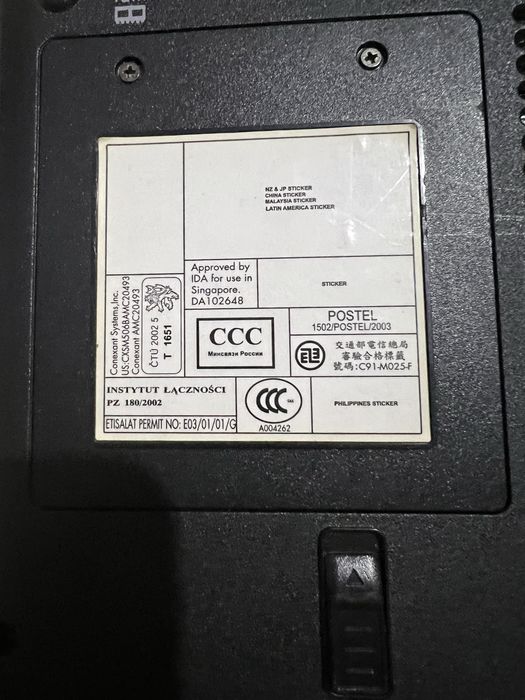 NZ & JP STICKER
CHINA STICKER
MALAYSIA STICKER
LATIN AMERICA STICKER
Approved by
IDA for use in
Singapore.
DA102648
STICKER
Conexant Systems,Inc.
US:CXSM506BAMC20493
Conexant AMC20493
ČTÚ 2002 5
T 1651
CCC
Минсвязи России
POSTEL
1502/POSTEL/2003
交通部電信總局
審驗合格標籤
號碼:C91-M025-F
INSTYTUT ŁĄCZNOŚCI
PZ 180/2002
ETISALAT PERMIT NO: E03/01/01/G
CCC
A004262
PHILIPPINES STICKER